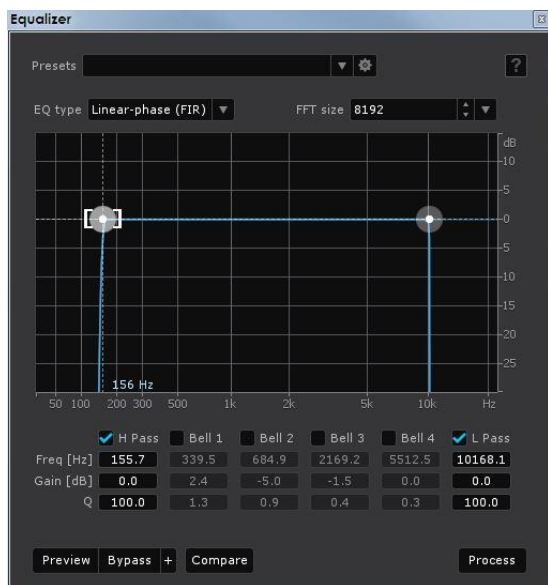 Equalizer
Presets
?
EQ type Linear-phase (FIR) FFT size 8192
dB
-10
-5
-0
-5
-10
-15
-20
-25
156 Hz
50 100 200 300 500 1k 2k 5k 10k Hz
H Pass Bell 1 Bell 2 Bell 3 Bell 4 L Pass
Freq [Hz] 155.7 339.5 684.9 2169.2 5512.5 10168.1
Gain [dB] 0.0 2.4 -5.0 -1.5 0.0 0.0
Q 100.0 1.3 0.9 0.4 0.3 100.0
Preview Bypass + Compare Process